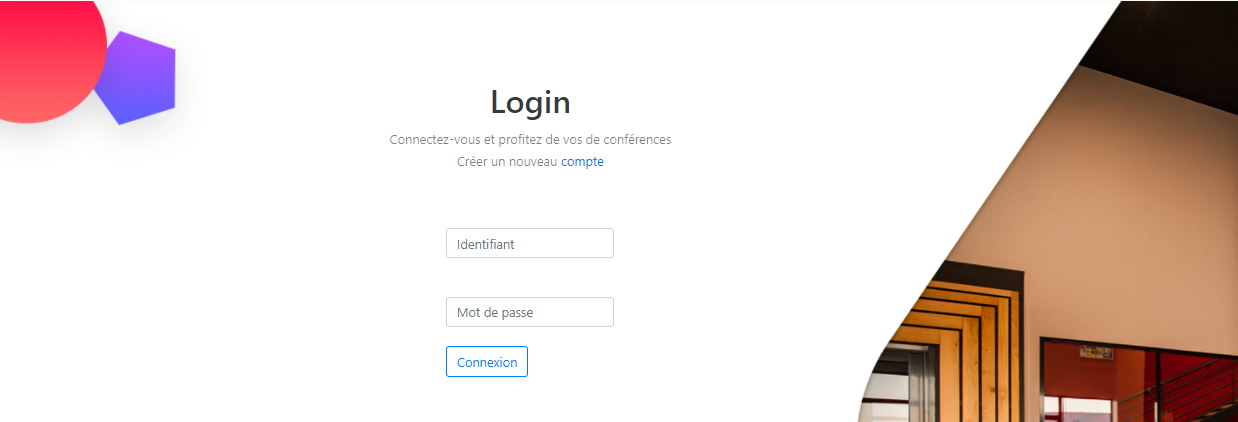 Login
Connectez-vous et profitez de vos de conférences
Créer un nouveau compte
Identifiant
Mot de passe
Connexion